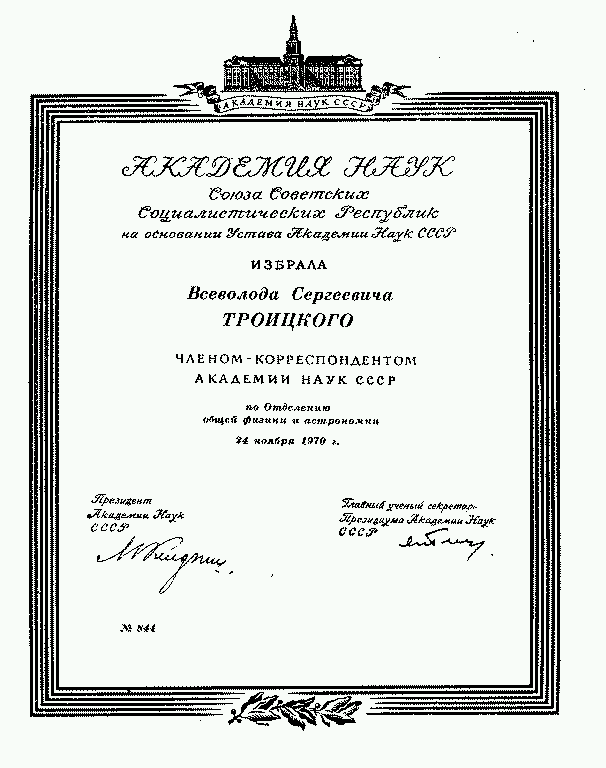 АКАДЕМИЯ НАУК СССР
АКАДЕМИЯ НАУК
Союза Советских
Социалистических Республик
на основании Устава Академии Наук СССР
ИЗБРАЛА
Всеволода Сергеевича
ТРОИЦКОГО
ЧЛЕНОМ-КОРРЕСПОНДЕНТОМ
АКАДЕМИИ НАУК СССР
по Отделению
общей физики и астрономии
24 ноября 1970 г.
Президент
Академии Наук
СССР
Главный ученый секретарь
Президиума Академии Наук
СССР
№ 844